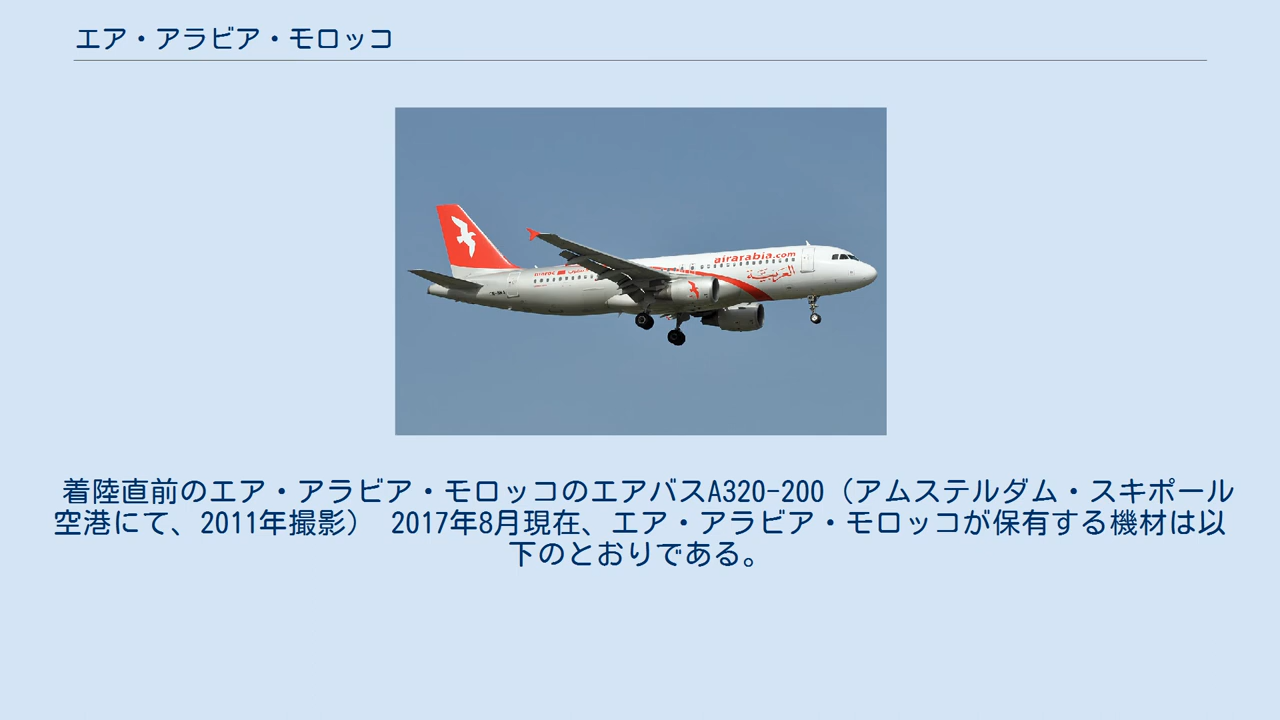 エア・アラビア・モロッコ
airarabia.com
العربية
maroc
着陸直前のエア・アラビア・モロッコのエアバスA320-200（アムステルダム・スキポール
空港にて、2011年撮影） 2017年8月現在、エア・アラビア・モロッコが保有する機材は以
下のとおりである。